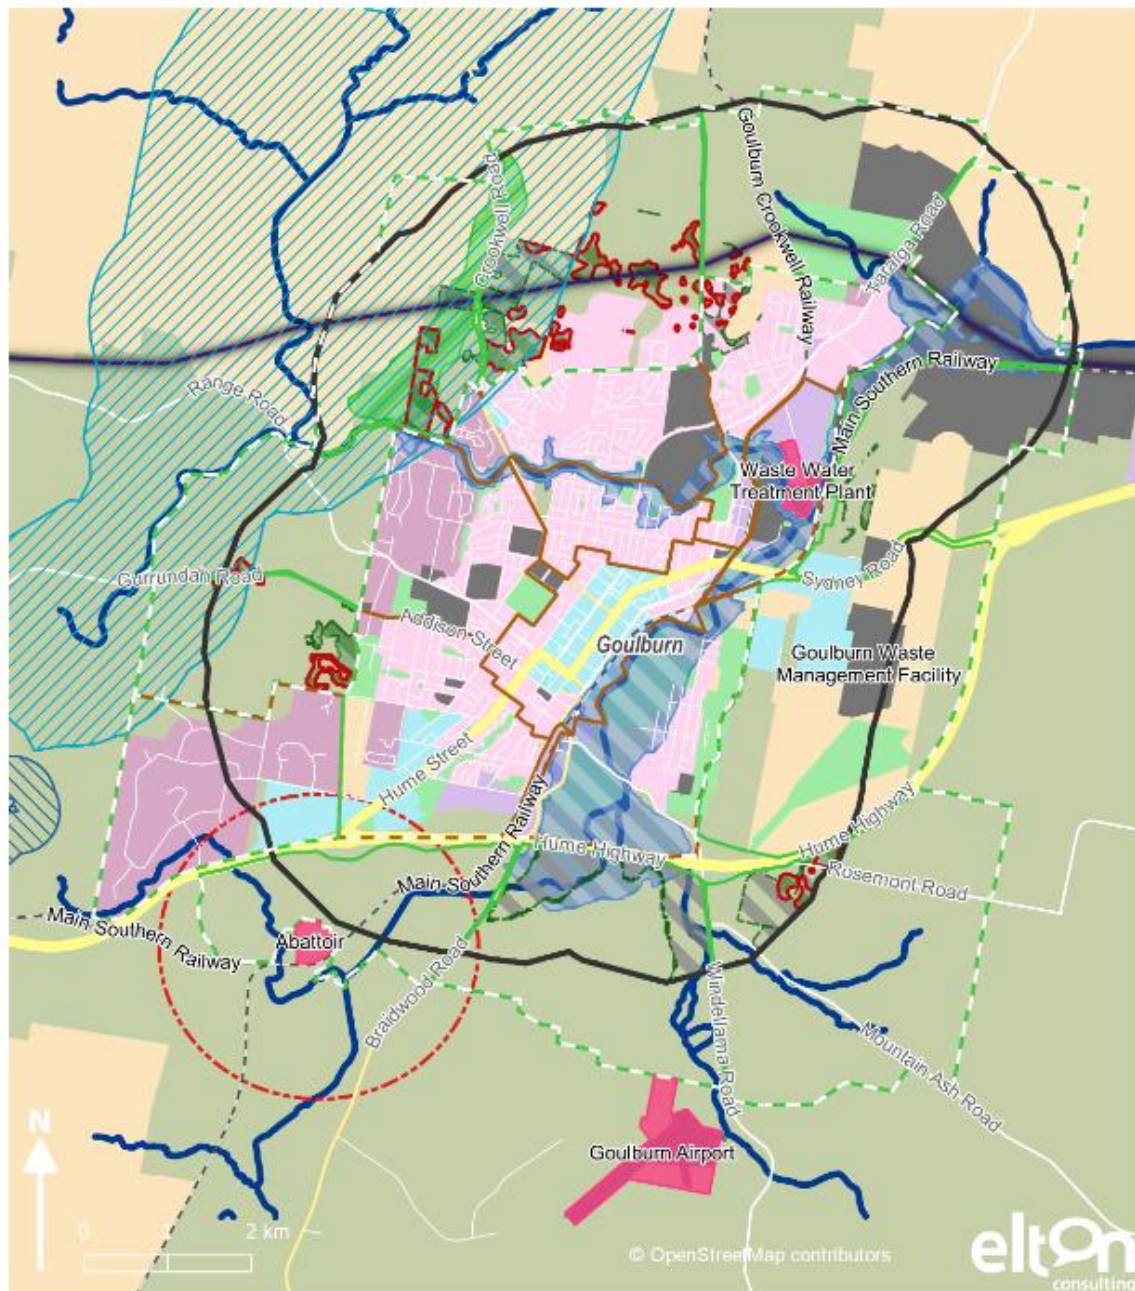 Crookwell Road
Goulburn Crookwell Railway
Taralga Road
Range Road
Main Southern Railway
Waste Water
Treatment Plant
Gurrundah Road
Sydney Road
Addison Street
Goulburn
Goulburn Waste
Management Facility
Hume Street
Main Southern Railway
Hume Highway
Hume Highway
Rosemont Road
Main Southern Railway
Main Southern Railway
Abattoir
Braidwood Road
Windellama Road
Mountain Ash Road
Goulburn Airport
N
0 1 2 km
© OpenStreetMap contributors
elton
consulting